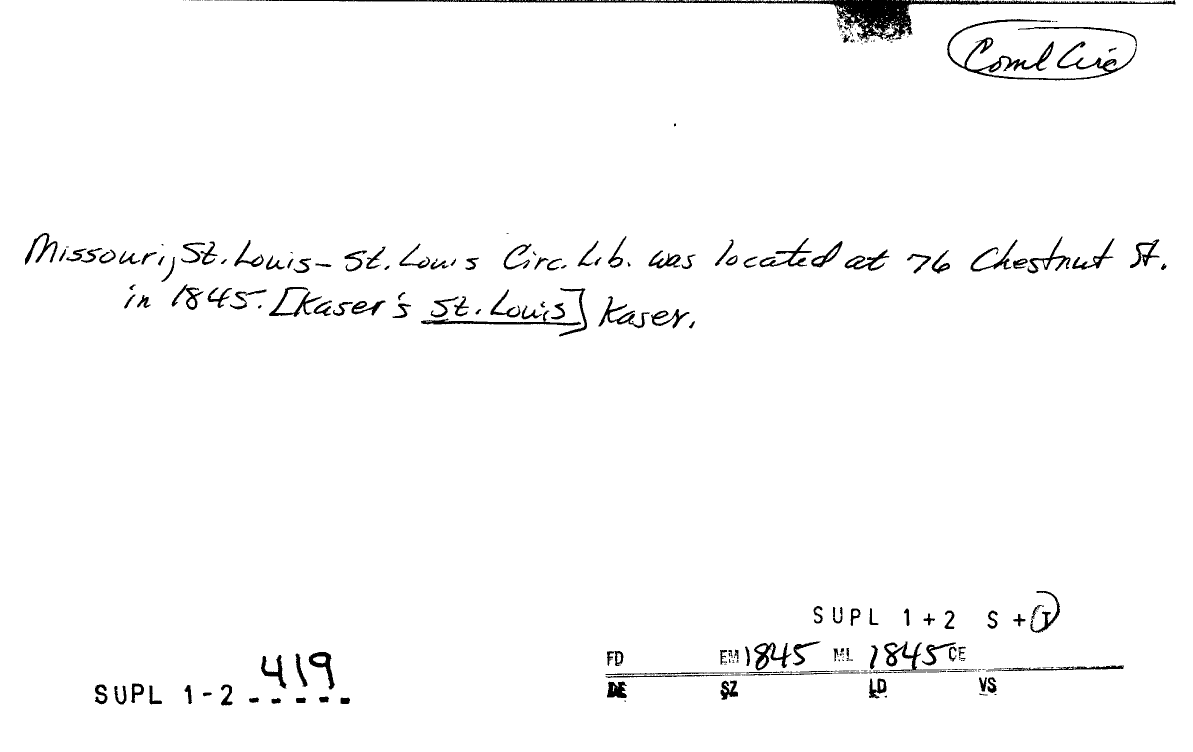 Coml Circ
Missouri, St. Louis - St. Louis Circ. Lib. was located at 76 Chestnut St.
in 1845. [Kaser's St. Louis] Kaser.
SUPL 1+2 S + I
SUPL 1-2 419
FD EM 1845 ML 1845 CE
DE SZ LD VS